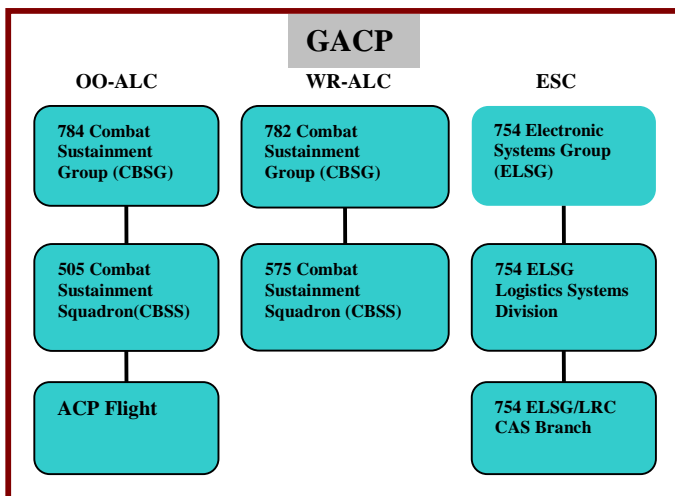 GACP
OO-ALC
WR-ALC
ESC
784 Combat
Sustainment
Group (CBSG)
782 Combat
Sustainment
Group (CBSG)
754 Electronic
Systems Group
(ELSG)
505 Combat
Sustainment
Squadron(CBSS)
575 Combat
Sustainment
Squadron (CBSS)
754 ELSG
Logistics Systems
Division
ACP Flight
754 ELSG/LRC
CAS Branch